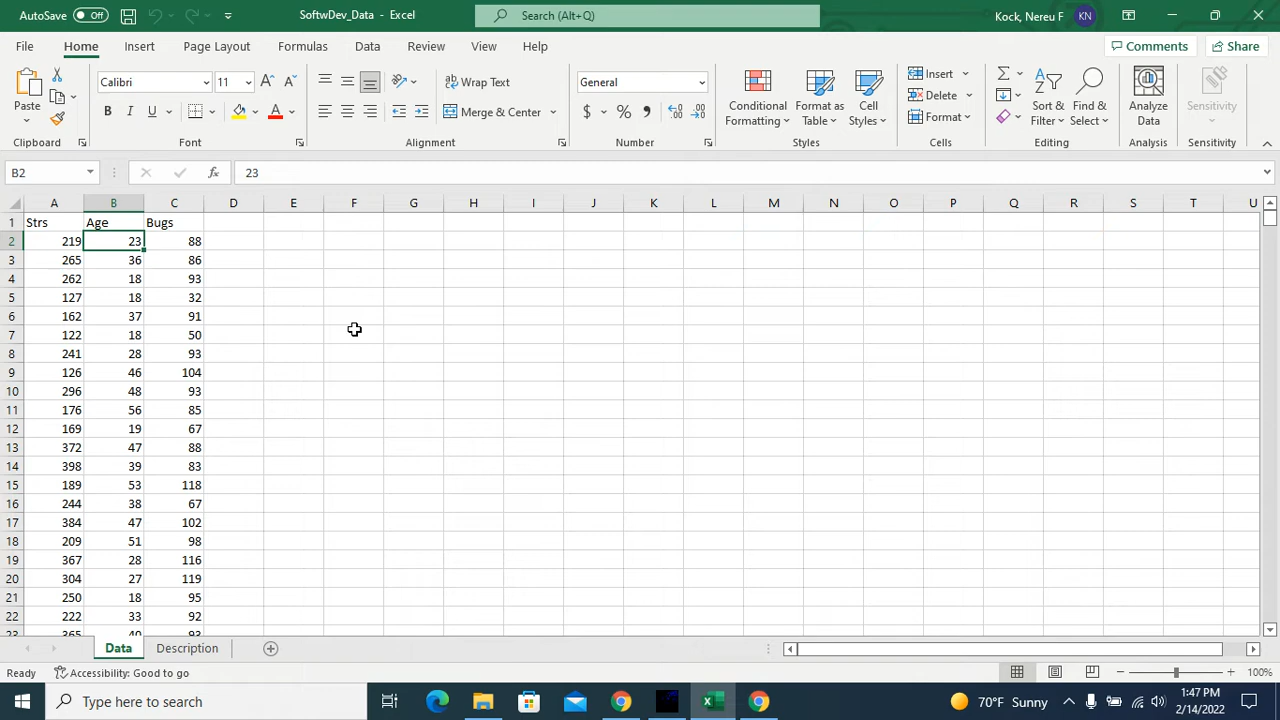 AutoSave Off SoftwDev_Data - Excel Search (Alt+Q) Kock, Nereu F KN
File Home Insert Page Layout Formulas Data Review View Help Comments Share
Paste Calibri 11 A A Wrap Text General Conditional Formatting Format as Table Cell Styles Insert Sort & Filter Find & Select Analyze Data Sensitivity
B I U A Merge & Center $ % Delete
Format
Clipboard Font Alignment Number Styles Cells Editing Analysis Sensitivity
B2 fx 23
A B C D E F G H I J K L M N O P Q R S T U
1 Strs Age Bugs
2 219 23 88
3 265 36 86
4 262 18 93
5 127 18 32
6 162 37 91
7 122 18 50
8 241 28 93
9 126 46 104
10 296 48 93
11 176 56 85
12 169 19 67
13 372 47 88
14 398 39 83
15 189 53 118
16 244 38 67
17 384 47 102
18 209 51 98
19 367 28 116
20 304 27 119
21 250 18 95
22 222 33 92
23 365 40 93
Data Description
Ready Accessibility: Good to go 100%
Type here to search 70°F Sunny 1:47 PM
2/14/2022